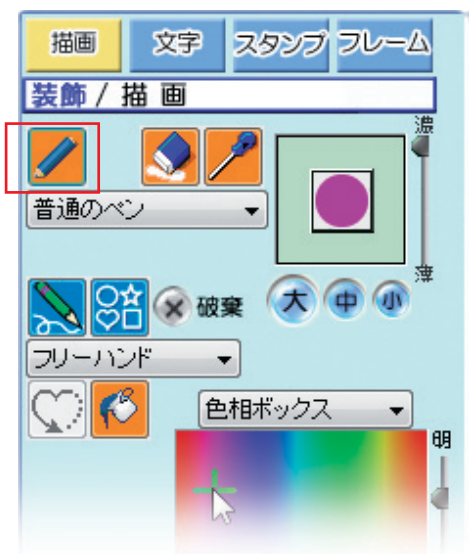 描画 文字 スタンプ フレーム
装飾 / 描 画
濃
普通のペン
薄
破棄 大 中 小
フリーハンド
色相ボックス
明